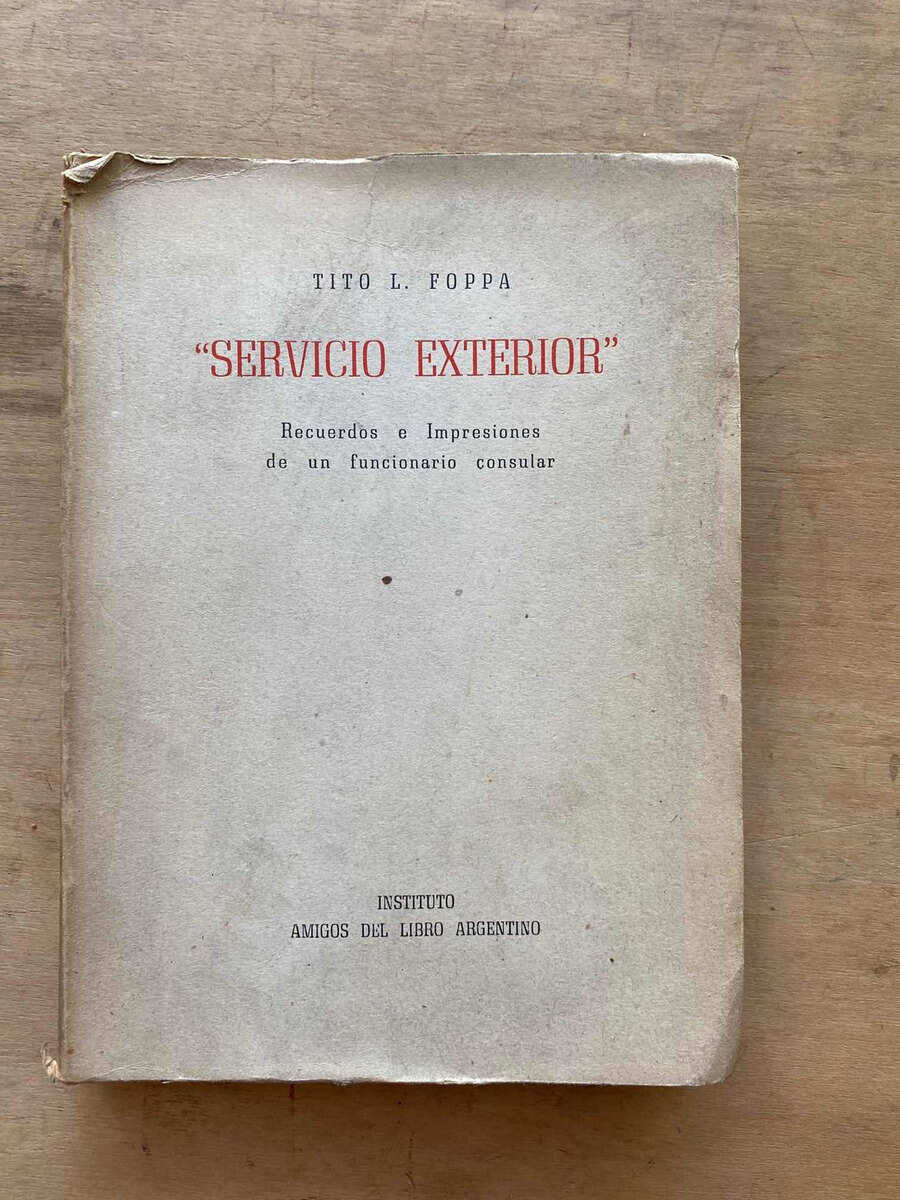 TITO L. FOPPA
“SERVICIO EXTERIOR”
Recuerdos e Impresiones
de un funcionario consular
INSTITUTO
AMIGOS DEL LIBRO ARGENTINO